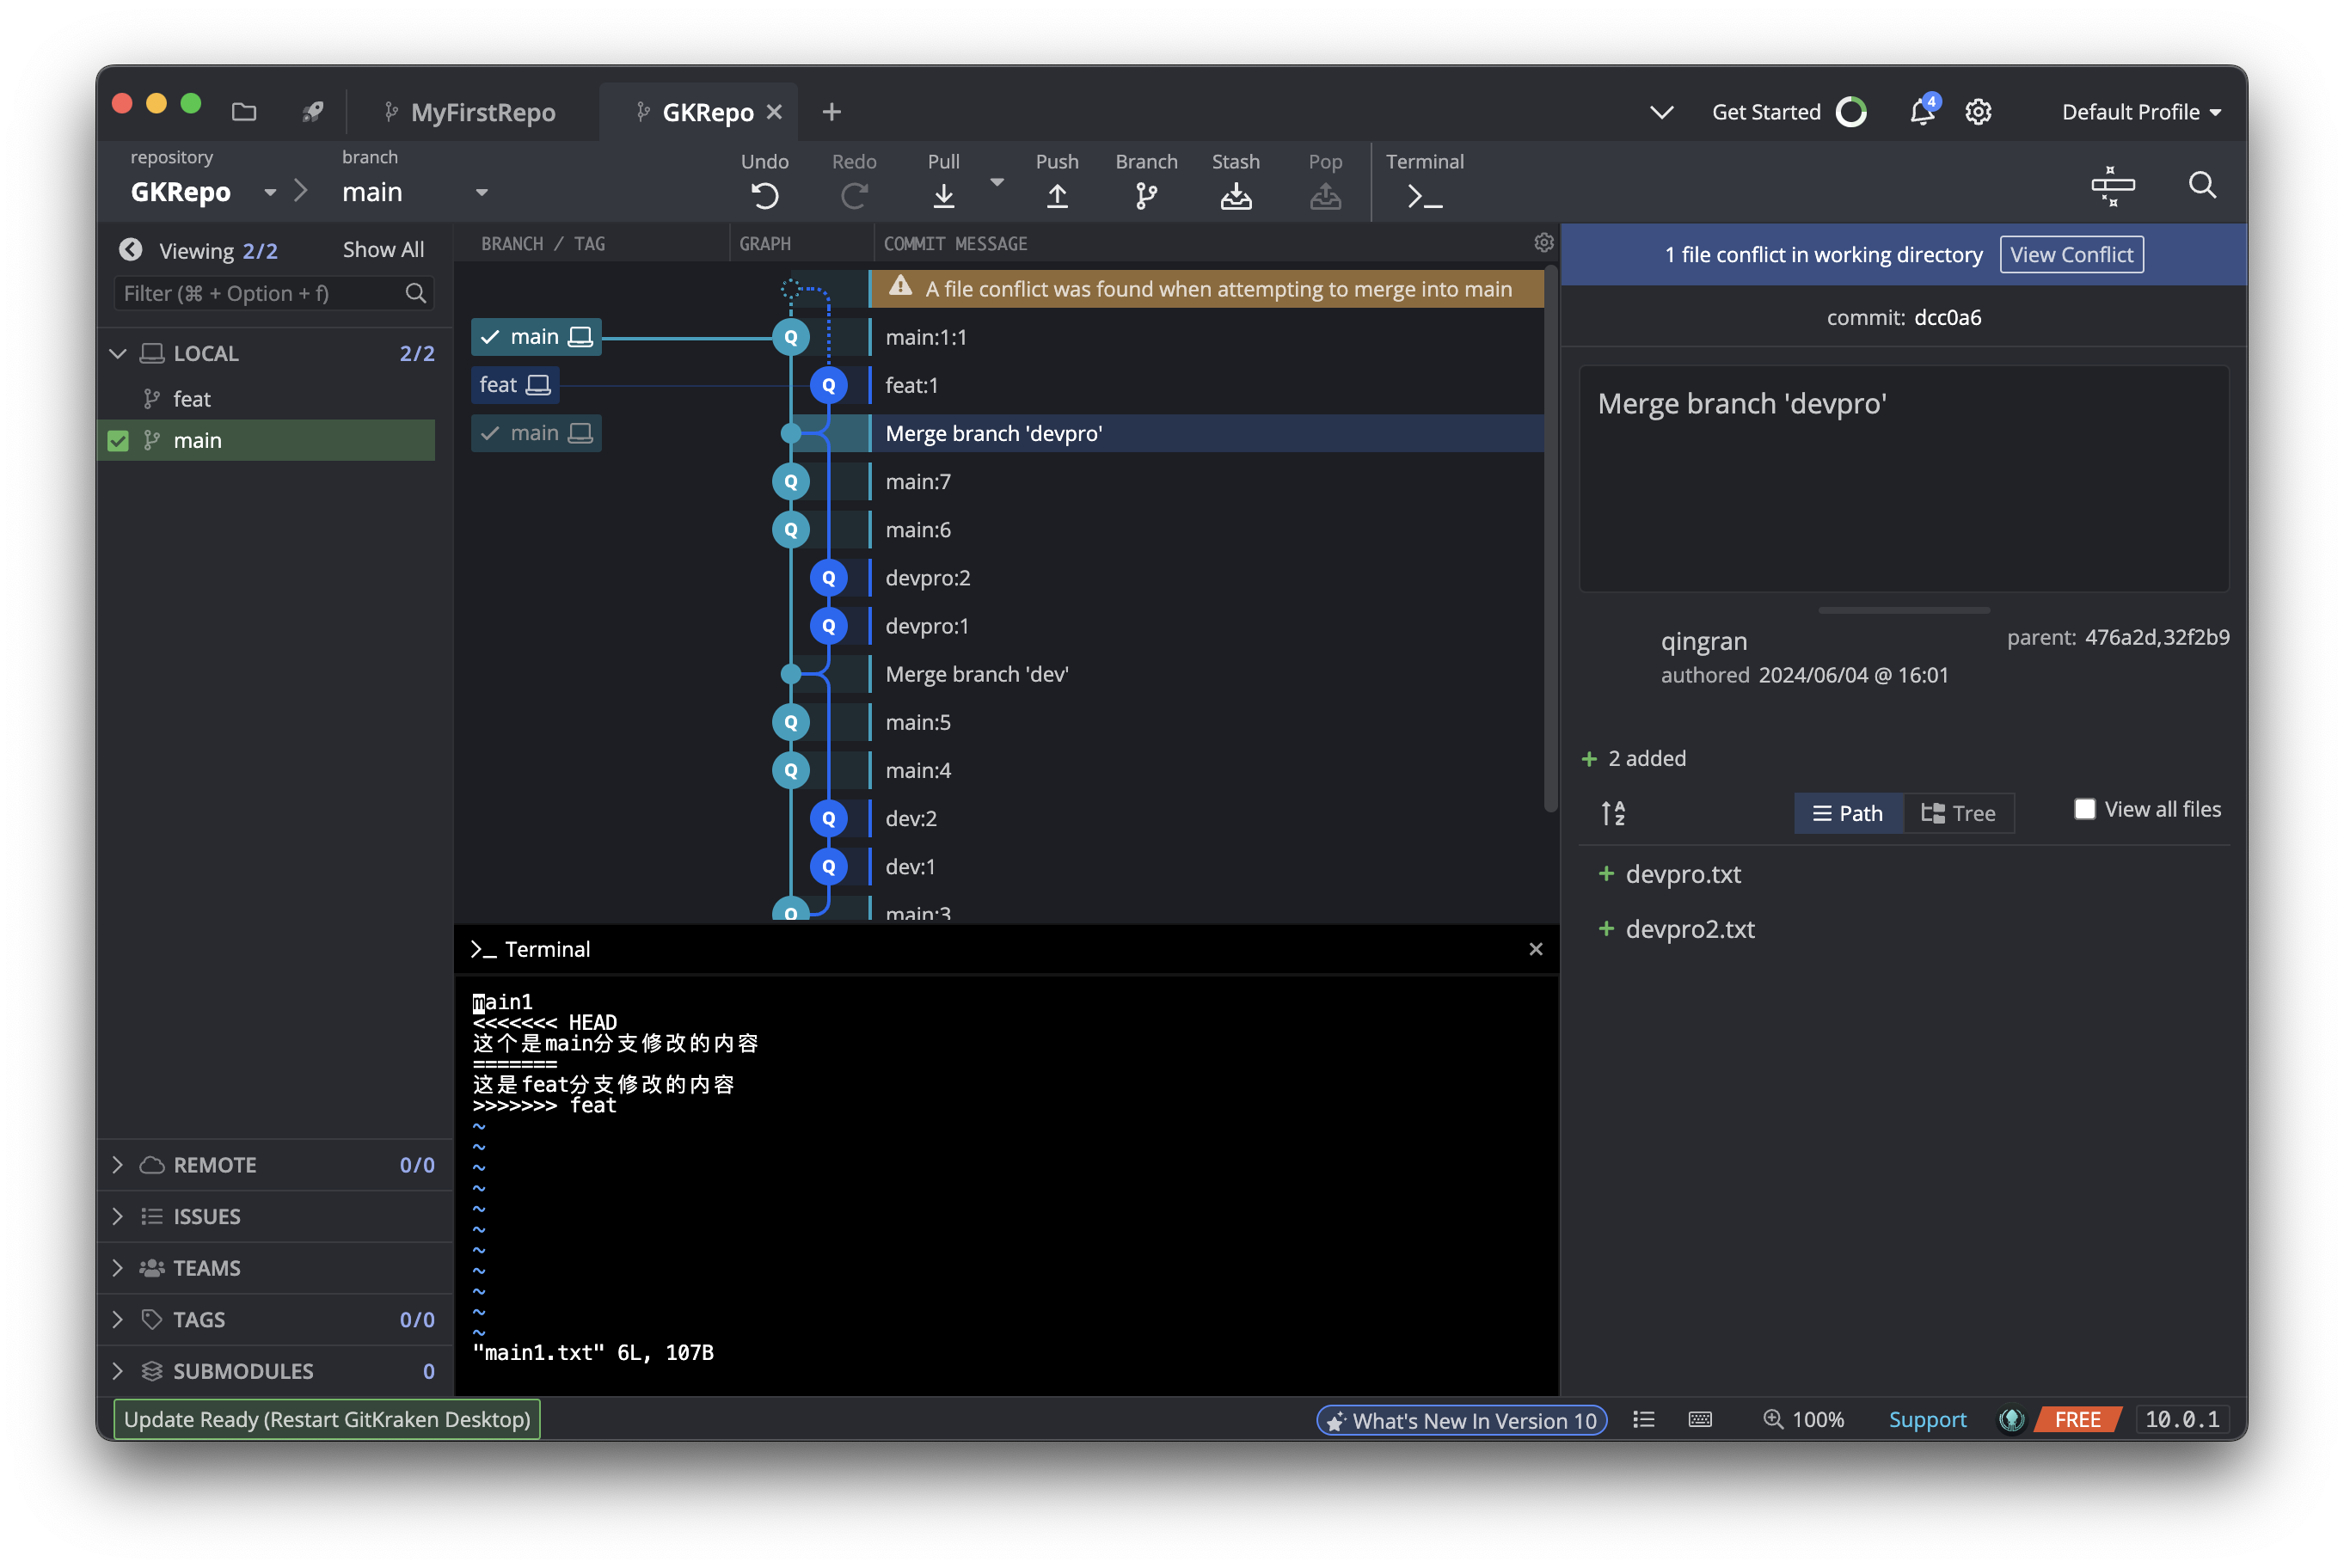 MyFirstRepo
GKRepo
Get Started
4
Default Profile
repository
GKRepo
branch
main
Undo
Redo
Pull
Push
Branch
Stash
Pop
Terminal
Viewing 2/2
Show All
Filter (⌘ + Option + f)
LOCAL 2/2
feat
main
REMOTE 0/0
ISSUES
TEAMS
TAGS 0/0
SUBMODULES 0
BRANCH / TAG
GRAPH
COMMIT MESSAGE
A file conflict was found when attempting to merge into main
main
Q
main:1:1
feat
Q
feat:1
main
Merge branch 'devpro'
Q
main:7
Q
main:6
Q
devpro:2
Q
devpro:1
Merge branch 'dev'
Q
main:5
Q
main:4
Q
dev:2
Q
dev:1
Q
main:3
>_ Terminal
main1
<<<<<<< HEAD
这个是main分支修改的内容
=======
这是feat分支修改的内容
>>>>>>> feat
~
~
~
~
~
~
~
~
~
~
~
"main1.txt" 6L, 107B
1 file conflict in working directory
View Conflict
commit: dcc0a6
Merge branch 'devpro'
qingran
authored 2024/06/04 @ 16:01
parent: 476a2d,32f2b9
+ 2 added
A
Z
Path
Tree
View all files
+ devpro.txt
+ devpro2.txt
Update Ready (Restart GitKraken Desktop)
What's New In Version 10
100%
Support
FREE
10.0.1